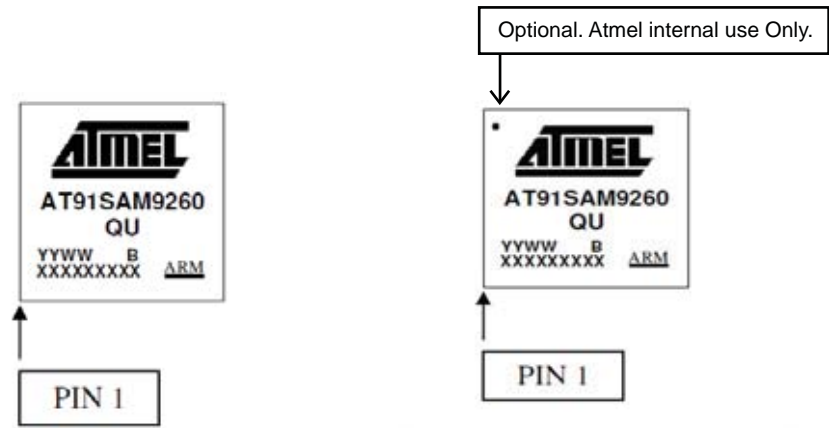 Optional. Atmel internal use Only.
ATMEL
AT91SAM9260
QU
YYWW B
XXXXXXXXX ARM
PIN 1
ATMEL
AT91SAM9260
QU
YYWW B
XXXXXXXXX ARM
PIN 1